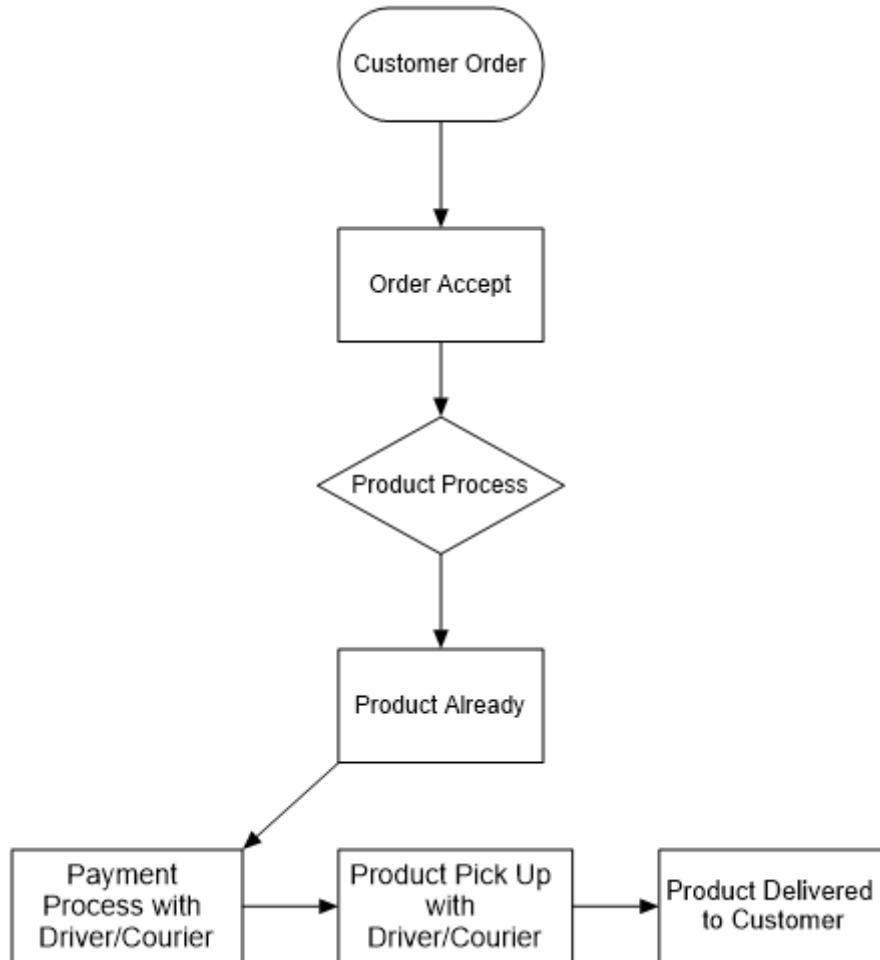 Customer Order
Order Accept
Product Process
Product Already
Payment
Process with
Driver/Courier
Product Pick Up
with
Driver/Courier
Product Delivered
to Customer